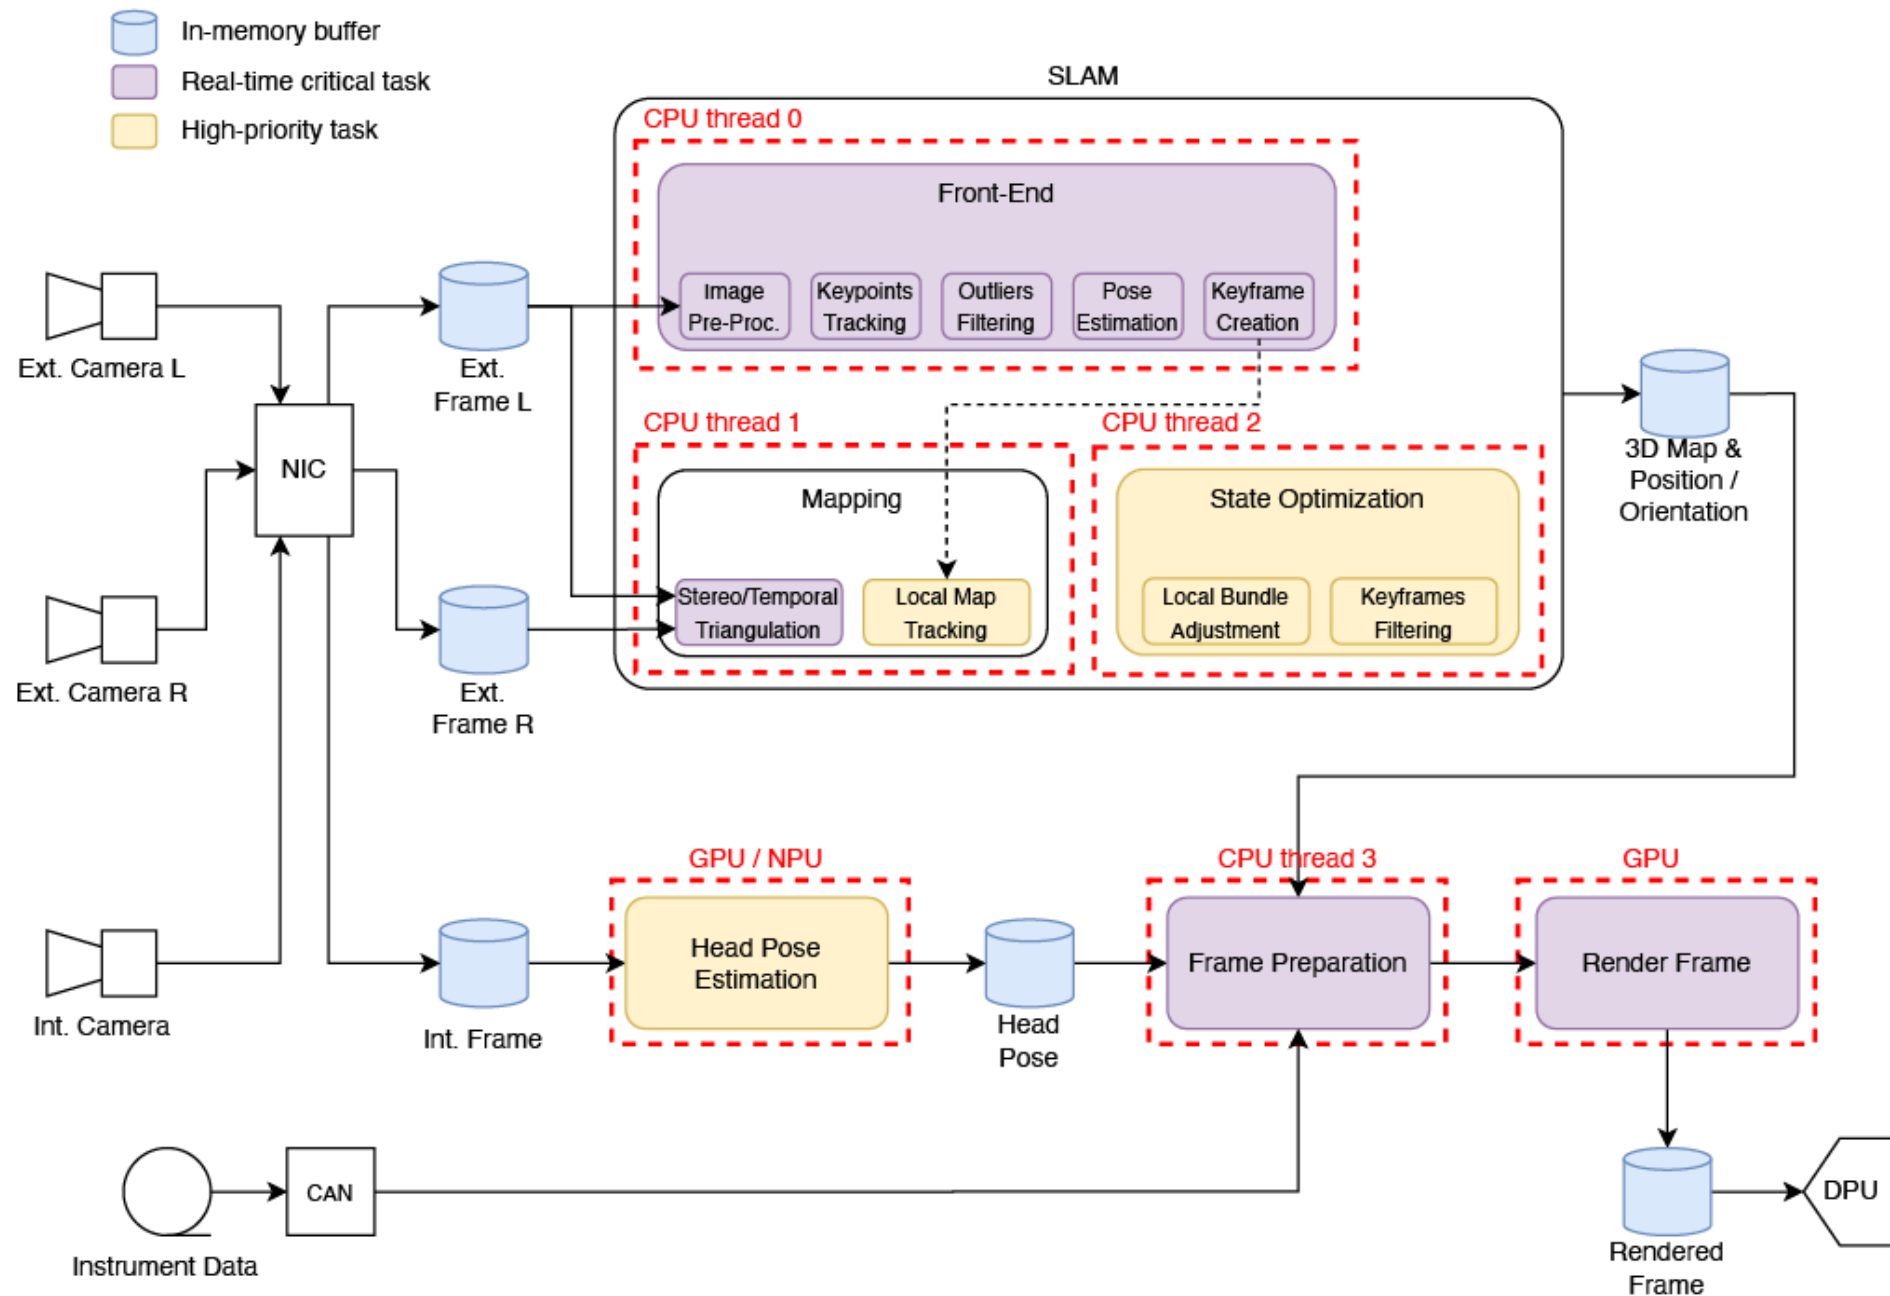 In-memory buffer
Real-time critical task
High-priority task
SLAM
CPU thread 0
Front-End
Image
Pre-Proc.
Keypoints
Tracking
Outliers
Filtering
Pose
Estimation
Keyframe
Creation
Ext. Camera L
Ext.
Frame L
NIC
CPU thread 1
Mapping
Stereo/Temporal
Triangulation
Local Map
Tracking
CPU thread 2
State Optimization
Local Bundle
Adjustment
Keyframes
Filtering
3D Map &
Position /
Orientation
Ext. Camera R
Ext.
Frame R
GPU / NPU
Head Pose
Estimation
CPU thread 3
Frame Preparation
GPU
Render Frame
Int. Camera
Int. Frame
Head
Pose
Instrument Data
CAN
Rendered
Frame
DPU